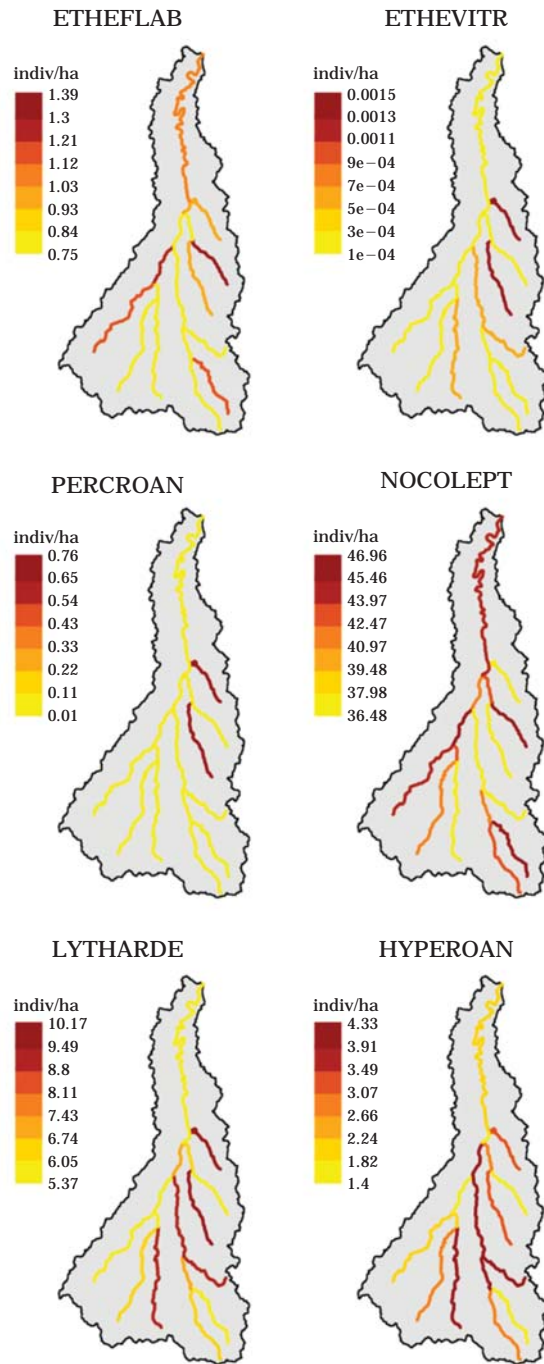 ETHEFLAB
indiv/ha
1.39
1.3
1.21
1.12
1.03
0.93
0.84
0.75
ETHEVITR
indiv/ha
0.0015
0.0013
0.0011
9e−04
7e−04
5e−04
3e−04
1e−04
PERCROAN
indiv/ha
0.76
0.65
0.54
0.43
0.33
0.22
0.11
0.01
NOCOLEPT
indiv/ha
46.96
45.46
43.97
42.47
40.97
39.48
37.98
36.48
LYTHARDE
indiv/ha
10.17
9.49
8.8
8.11
7.43
6.74
6.05
5.37
HYPEROAN
indiv/ha
4.33
3.91
3.49
3.07
2.66
2.24
1.82
1.4